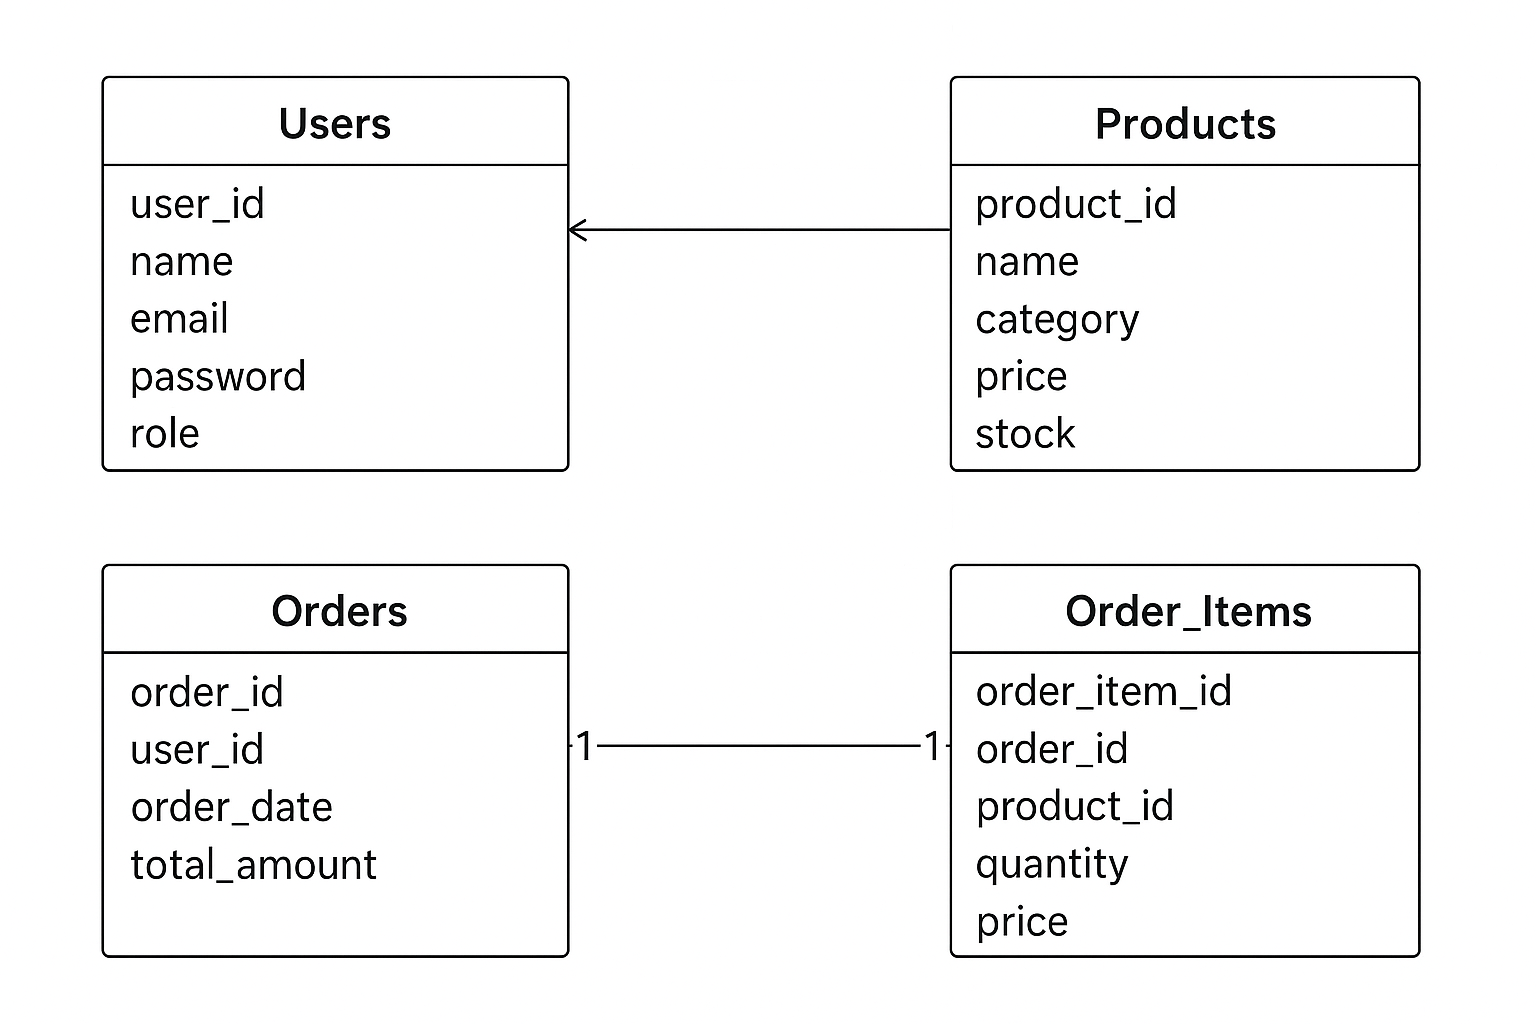 Users
user_id
name
email
password
role
Products
product_id
name
category
price
stock
Orders
order_id
user_id
order_date
total_amount
1
1
Order_Items
order_item_id
order_id
product_id
quantity
price